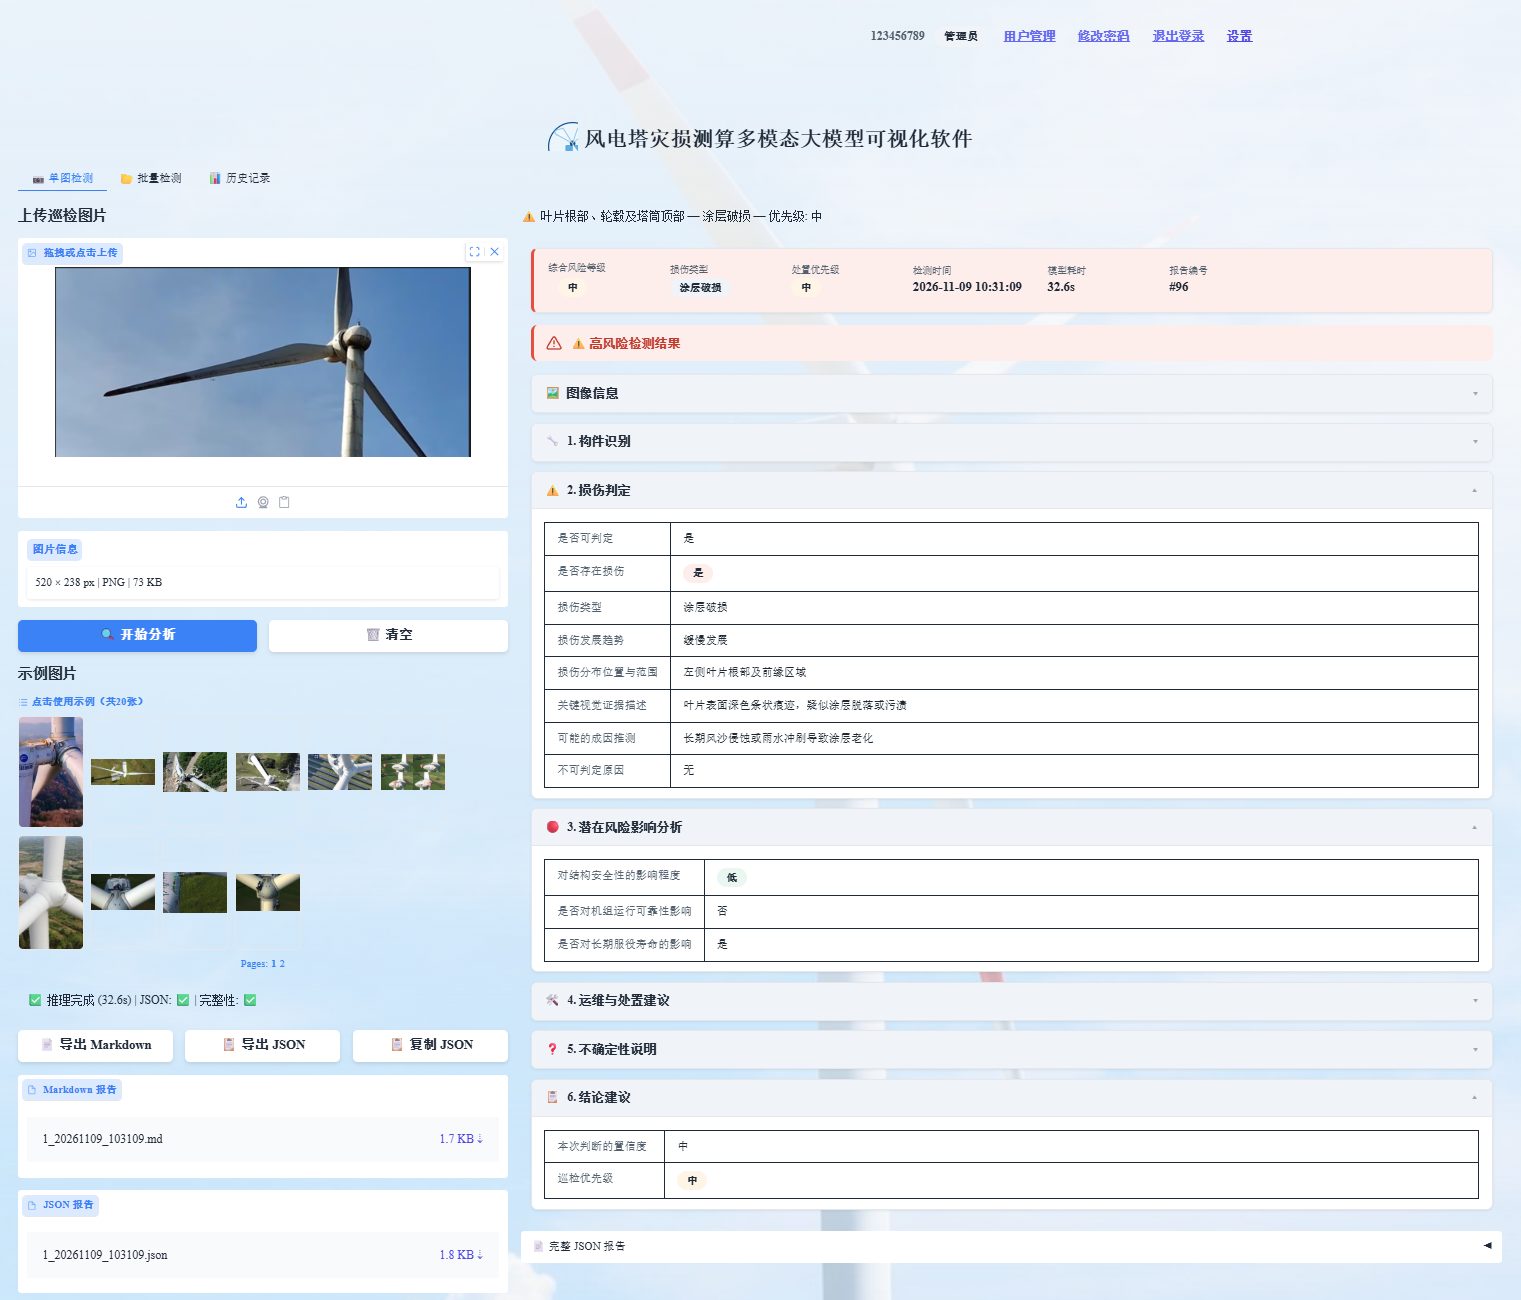 123456789 管理员 用户管理 修改密码 退出登录 设置
风电塔灾损测算多模态大模型可视化软件
单图检测 批量检测 历史记录
上传巡检图片
拖拽或点击上传
图片信息
520 × 238 px | PNG | 73 KB
开始分析 清空
示例图片
点击使用示例（共20张）
Pages: 1 2
推理完成 (32.6s) | JSON: ✅ | 完整性: ✅
导出 Markdown 导出 JSON 复制 JSON
Markdown 报告
1_20261109_103109.md 1.7 KB ⇣
JSON 报告
1_20261109_103109.json 1.8 KB ⇣
叶片根部、轮毂及塔筒顶部 — 涂层破损 — 优先级: 中
综合风险等级 损伤类型 处置优先级 检测时间 模型耗时 报告编号
中 涂层破损 中 2026-11-09 10:31:09 32.6s #96
高风险检测结果
图像信息
1. 构件识别
2. 损伤判定
是否可判定 是
是否存在损伤 是
损伤类型 涂层破损
损伤发展趋势 缓慢发展
损伤分布位置与范围 左侧叶片根部及前缘区域
关键视觉证据描述 叶片表面深色条状痕迹，疑似涂层脱落或污渍
可能的成因推测 长期风沙侵蚀或雨水冲刷导致涂层老化
不可判定原因 无
3. 潜在风险影响分析
对结构安全性的影响程度 低
是否对机组运行可靠性影响 否
是否对长期服役寿命的影响 是
4. 运维与处置建议
5. 不确定性说明
6. 结论建议
本次判断的置信度 中
巡检优先级 中
完整 JSON 报告